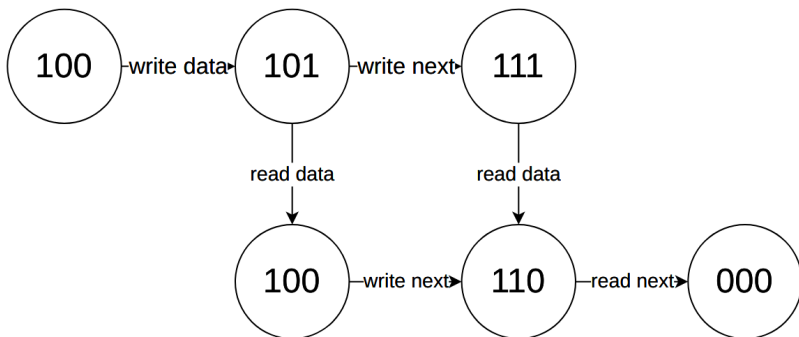 100 write data 101 write next 111
read data read data
100 write next 110 read next 000